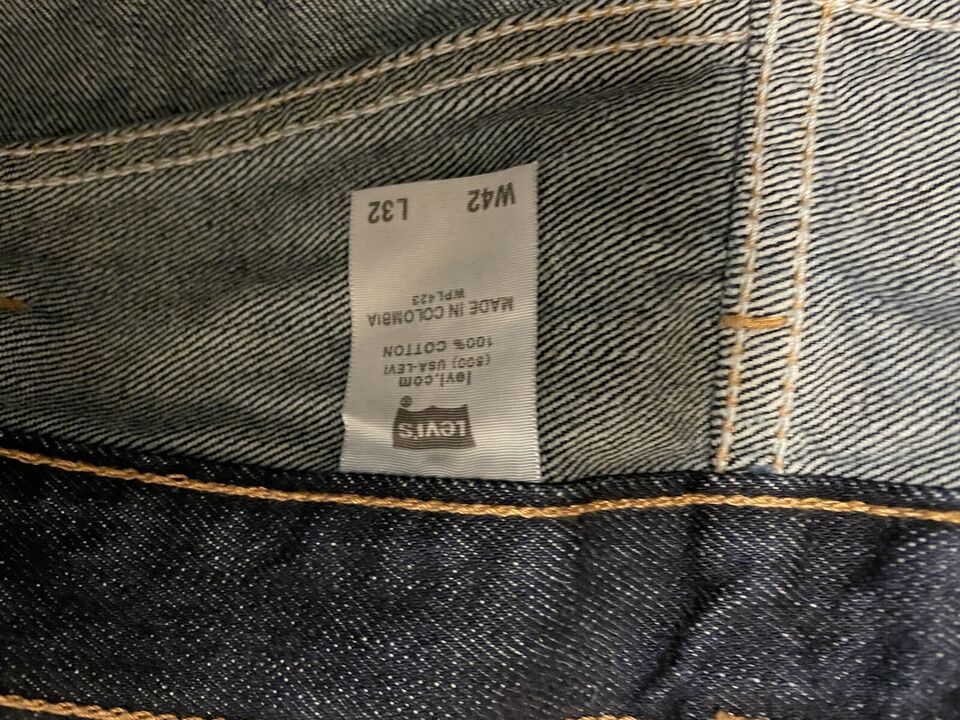 LEVI'S®
levi.com
(800) USA-LEVI
100% COTTON
MADE IN COLOMBIA
WPL423
W42 L32